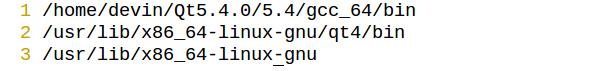 1 /home/devin/Qt5.4.0/5.4/gcc_64/bin
2 /usr/lib/x86_64-linux-gnu/qt4/bin
3 /usr/lib/x86_64-linux-gnu